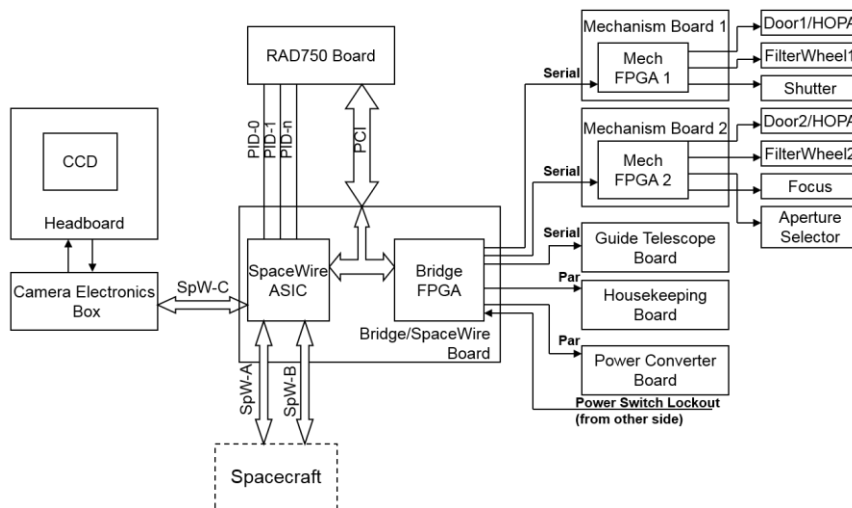 RAD750 Board
PID-0
PID-1
PID-n
PCI
CCD
Headboard
Camera Electronics
Box
SpW-C
SpaceWire
ASIC
Bridge
FPGA
Bridge/SpaceWire
Board
SpW-A
SpW-B
Spacecraft
Serial
Mechanism Board 1
Mech
FPGA 1
Door1/HOPA
FilterWheel1
Shutter
Serial
Mechanism Board 2
Mech
FPGA 2
Door2/HOPA
FilterWheel2
Focus
Aperture
Selector
Serial
Guide Telescope
Board
Par
Housekeeping
Board
Par
Power Converter
Board
Power Switch Lockout
(from other side)